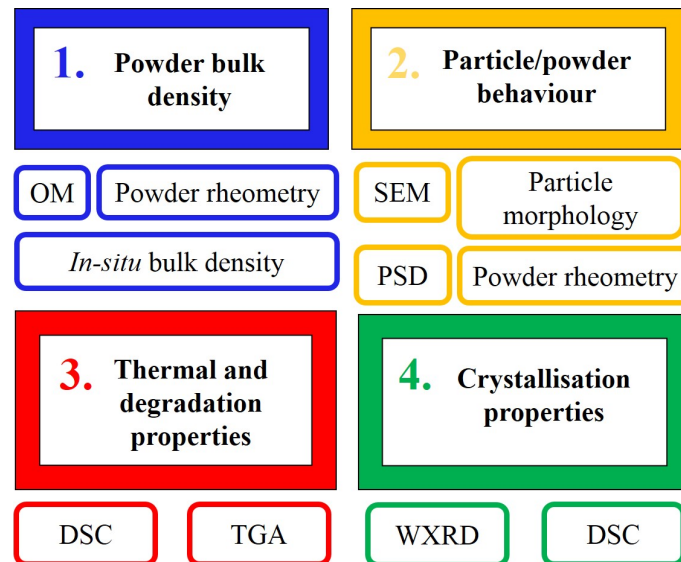 1. Powder bulk
density
2. Particle/powder
behaviour
OM
Powder rheometry
In-situ bulk density
SEM
Particle
morphology
PSD
Powder rheometry
3. Thermal and
degradation
properties
4. Crystallisation
properties
DSC
TGA
WXRD
DSC